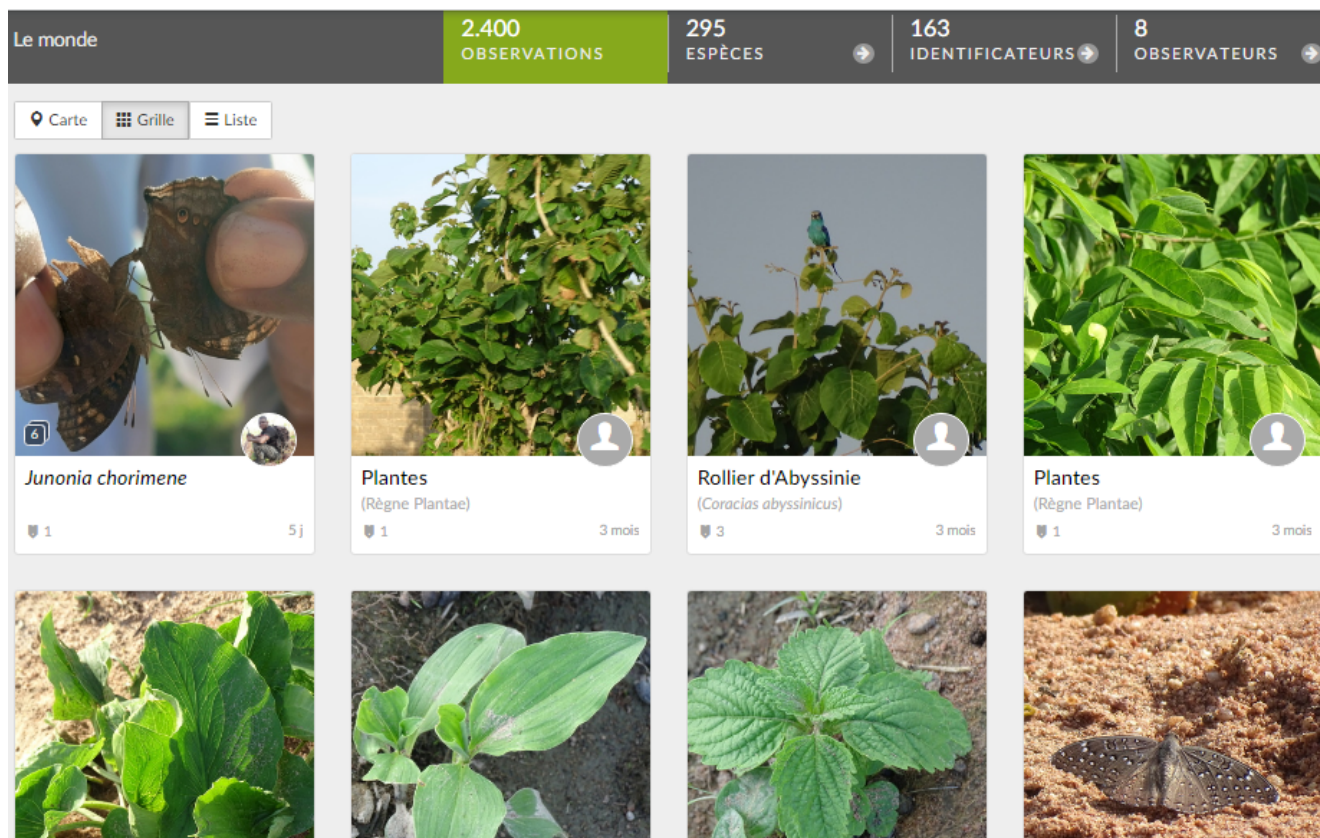 Le monde
2.400
OBSERVATIONS
295
ESPÈCES
163
IDENTIFICATEURS
8
OBSERVATEURS
Carte
Grille
Liste
6
Junonia chorimene
1
5 j
Plantes
(Règne Plantae)
1
3 mois
Rollier d'Abyssinie
(Coracias abyssinicus)
3
3 mois
Plantes
(Règne Plantae)
1
3 mois